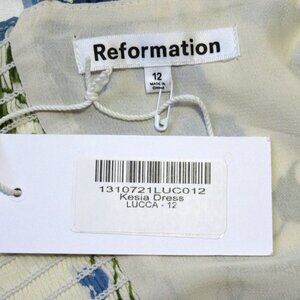 Reformation
12
MADE IN
CHINA
1310721LUC012
Kesia Dress
LUCCA - 12